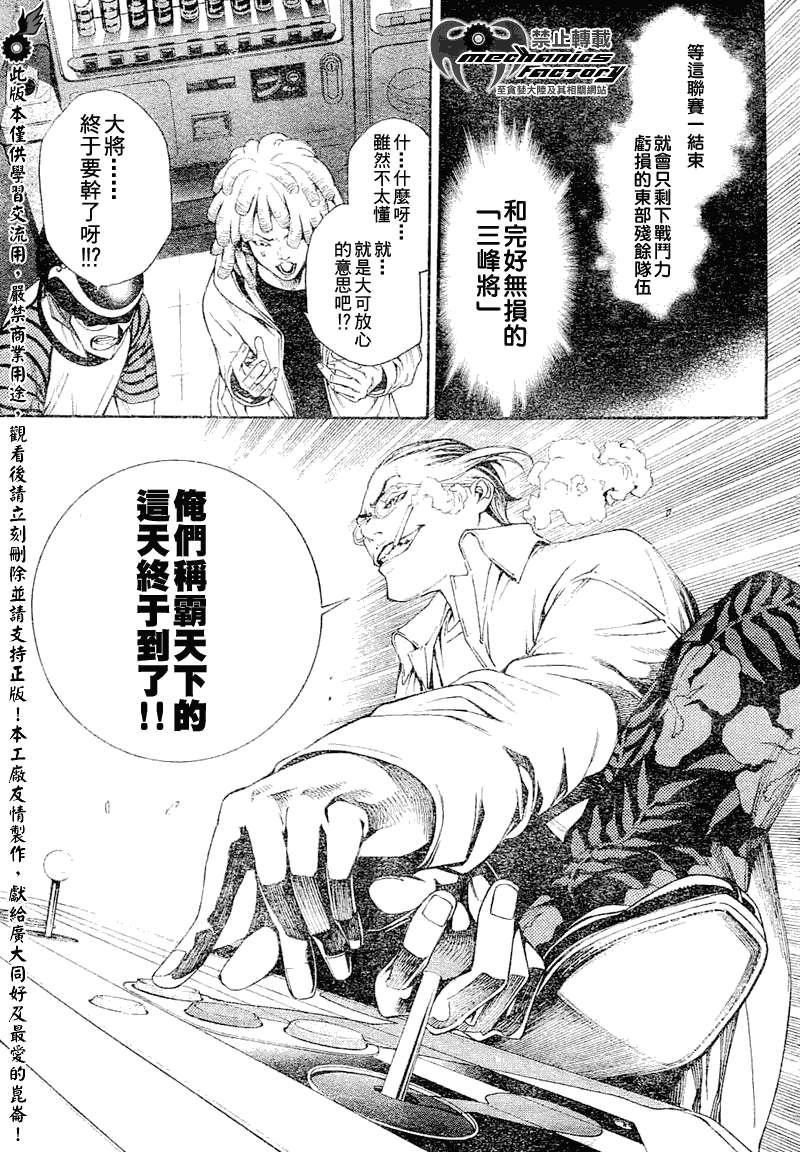 等這聯賽一結束
就會只剩下戰鬥力
虧損的東部殘餘隊伍
和完好無損的
「三峰將」
什……什麼呀……
雖然不太懂
就……
就是大可放心
的意思吧!?
大將……
終于要幹了呀!!?
俺們稱霸天下的
這天終于到了!!
禁止轉載
mechanics
factory
至貪婪大陸及其相關網站
此版本僅供學習交流用，嚴禁商業用途，觀看後請立刻刪除並請支持正版！本工廠友情製作，獻給廣大同好及最愛的崑崙！